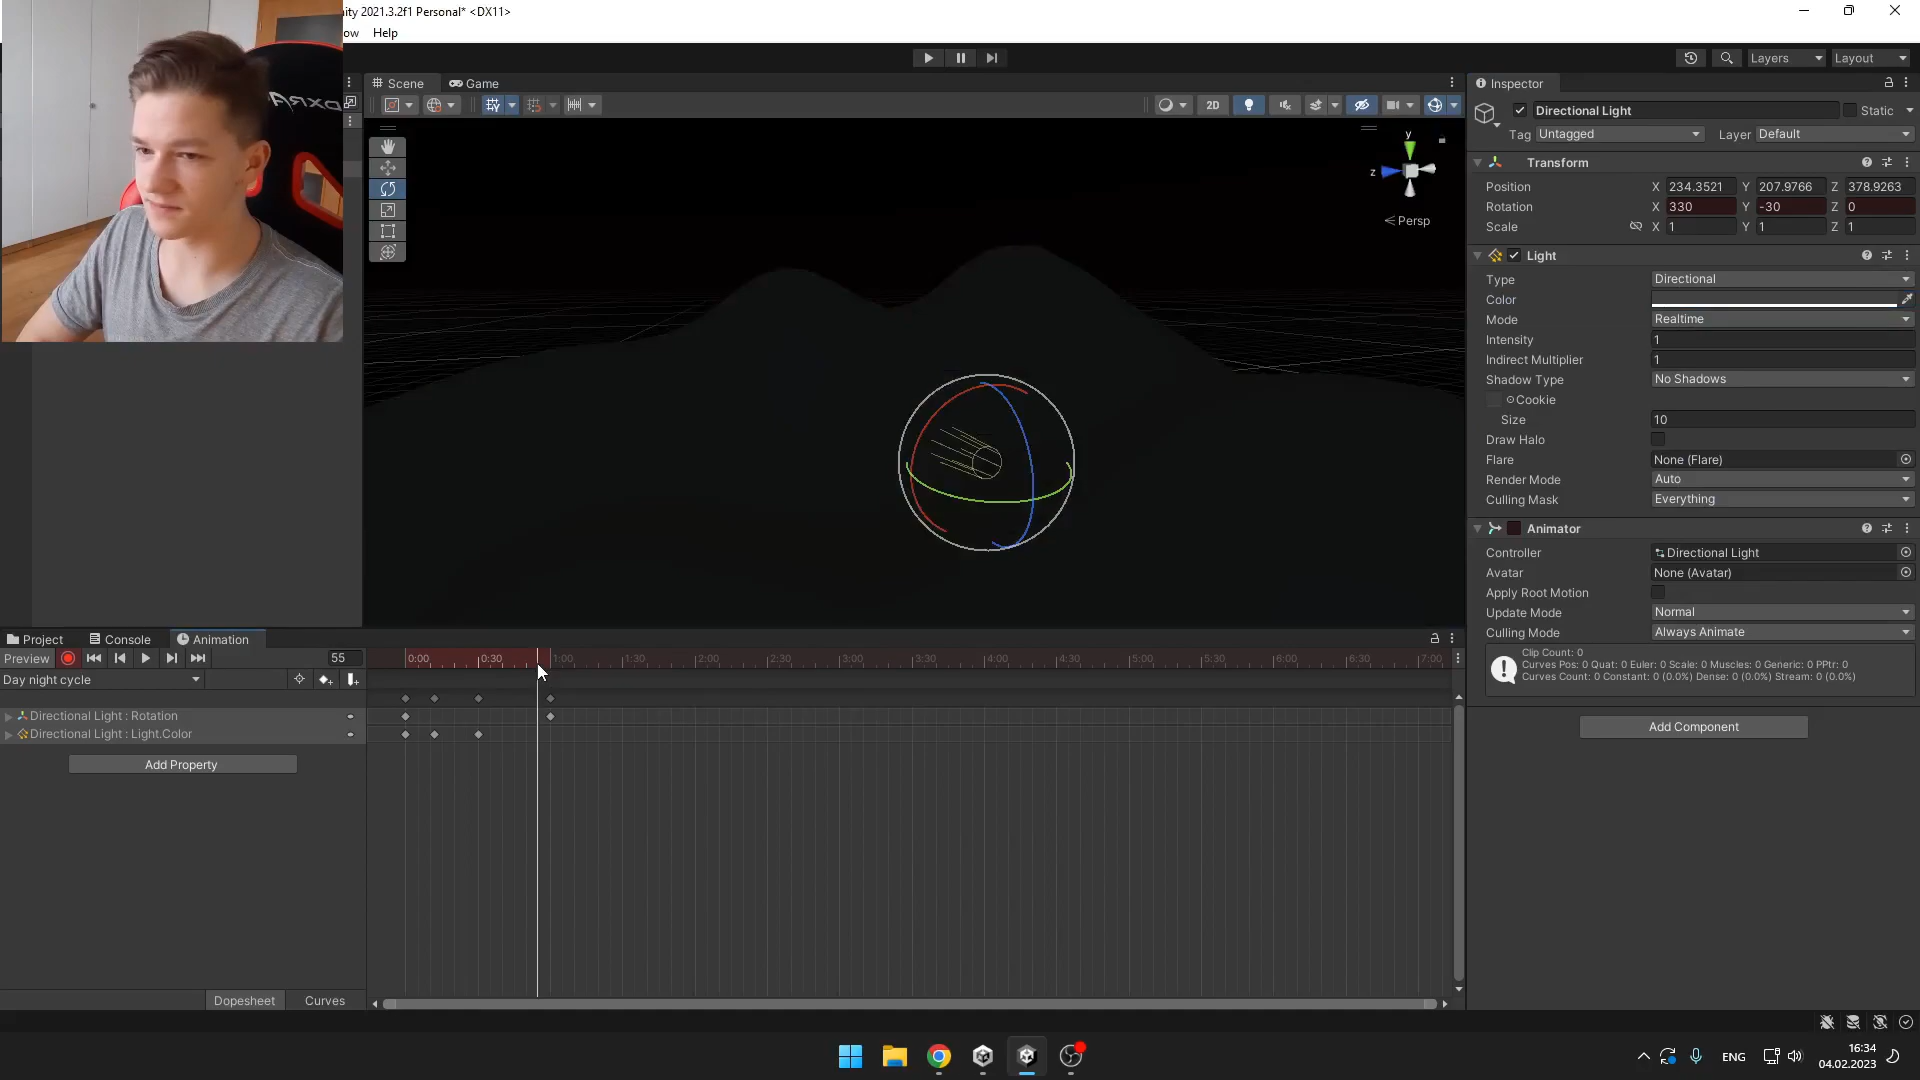 nity 2021.3.2f1 Personal* <DX11>
ow Help
Layers Layout
Scene Game
2D
y
z
Persp
Inspector
Directional Light Static
Tag Untagged Layer Default
Transform
Position X 234.3521 Y 207.9766 Z 378.9263
Rotation X 330 Y -30 Z 0
Scale X 1 Y 1 Z 1
Light
Type Directional
Color
Mode Realtime
Intensity 1
Indirect Multiplier 1
Shadow Type No Shadows
Cookie
Size 10
Draw Halo
Flare None (Flare)
Render Mode Auto
Culling Mask Everything
Animator
Controller Directional Light
Avatar None (Avatar)
Apply Root Motion
Update Mode Normal
Culling Mode Always Animate
Clip Count: 0
Curves Pos: 0 Quat: 0 Euler: 0 Scale: 0 Muscles: 0 Generic: 0 PPtr: 0
Curves Count: 0 Constant: 0 (0.0%) Dense: 0 (0.0%) Stream: 0 (0.0%)
Add Component
Project Console Animation
Preview 55 0:00 0:30 1:00 1:30 2:00 2:30 3:00 3:30 4:00 4:30 5:00 5:30 6:00 6:30 7:00
Day night cycle
Directional Light : Rotation
Directional Light : Light.Color
Add Property
Dopesheet Curves
ENG
16:34
04.02.2023